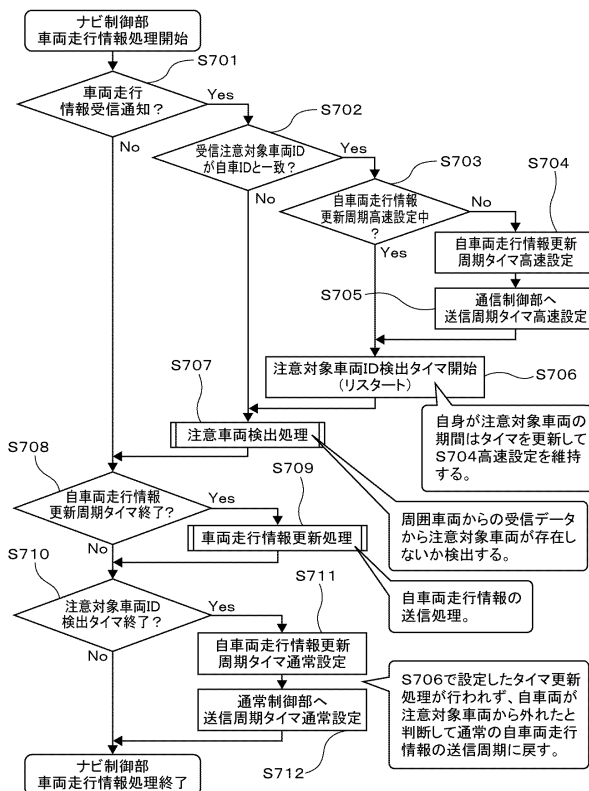 ナビ制御部
車両走行情報処理開始
S701
車両走行
情報受信通知？
Yes
No
S702
受信注意対象車両ID
が自車IDと一致？
Yes
No
S703
自車両走行情報
更新周期高速設定中
？
No
Yes
S704
自車両走行情報更新
周期タイマ高速設定
S705
通信制御部へ
送信周期タイマ高速設定
S706
注意対象車両ID検出タイマ開始
（リスタート）
自身が注意対象車両の
期間はタイマを更新して
S704高速設定を維持
する。
S707
注意車両検出処理
周囲車両からの受信データ
から注意対象車両が存在し
ないか検出する。
S708
自車両走行情報
更新周期タイマ終了？
Yes
No
S709
車両走行情報更新処理
自車両走行情報の
送信処理。
S710
注意対象車両ID
検出タイマ終了？
Yes
No
S711
自車両走行情報更新
周期タイマ通常設定
通常制御部へ
送信周期タイマ通常設定
S712
S706で設定したタイマ更新
処理が行われず、自車両が
注意対象車両から外れたと
判断して通常の自車両走行
情報の送信周期に戻す。
ナビ制御部
車両走行情報処理終了